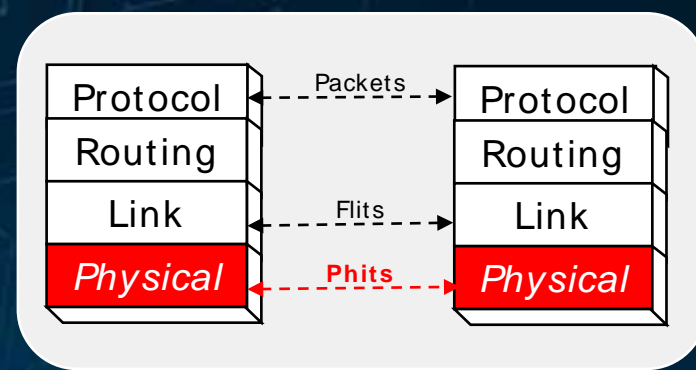 Protocol
Packets
Protocol
Routing
Routing
Link
Flits
Link
Physical
Phits
Physical